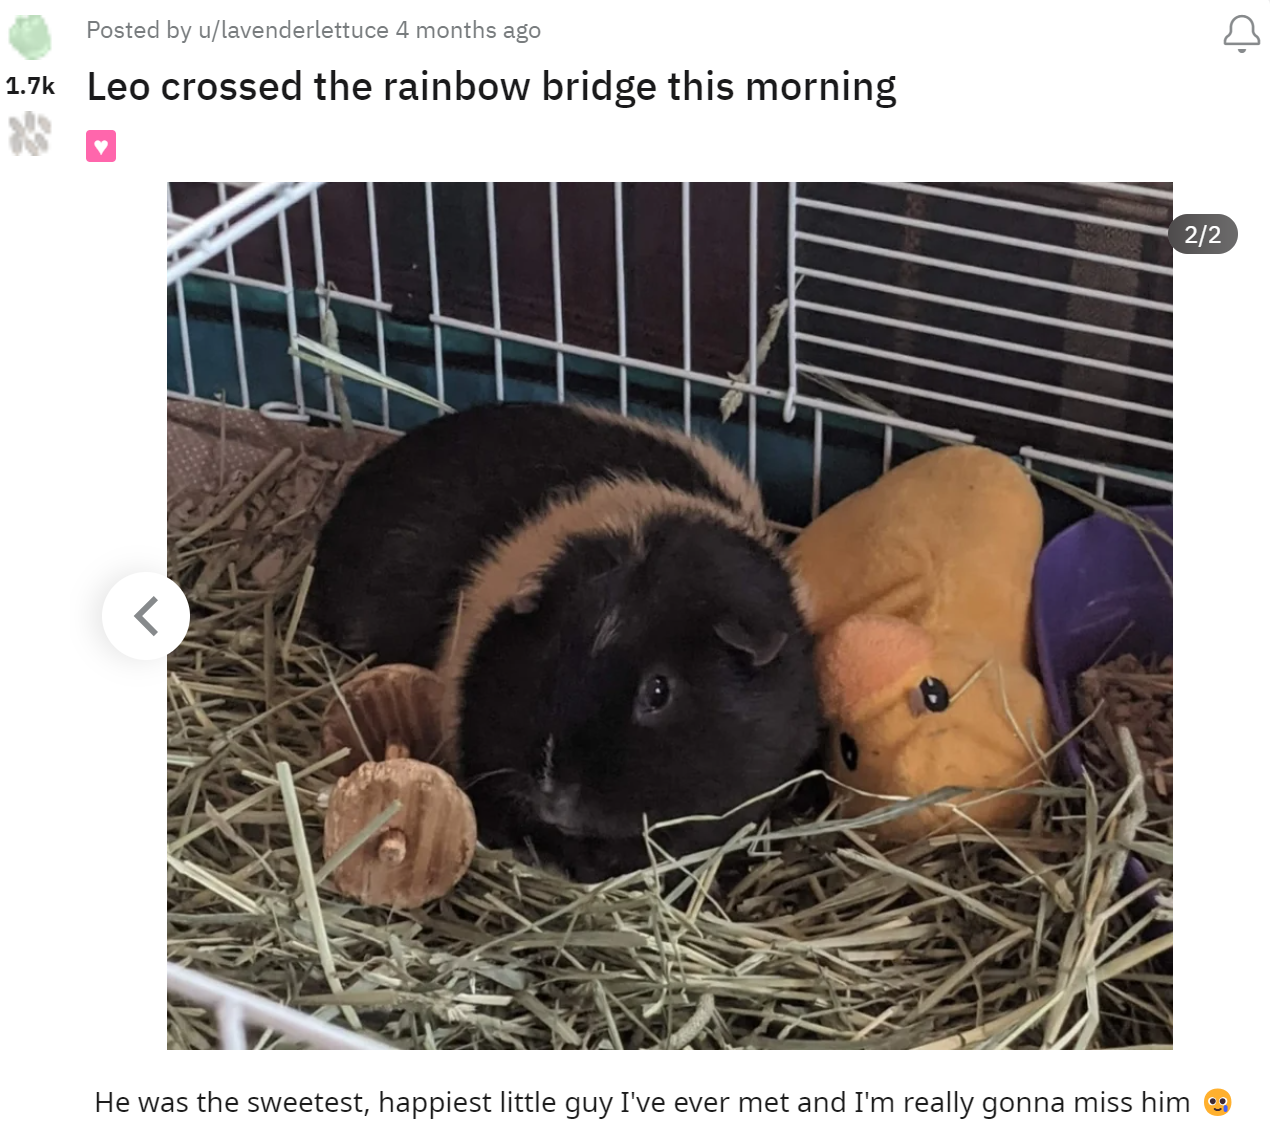 Posted by u/lavenderlettuce 4 months ago
1.7k
Leo crossed the rainbow bridge this morning
2/2
He was the sweetest, happiest little guy I've ever met and I'm really gonna miss him 🥲